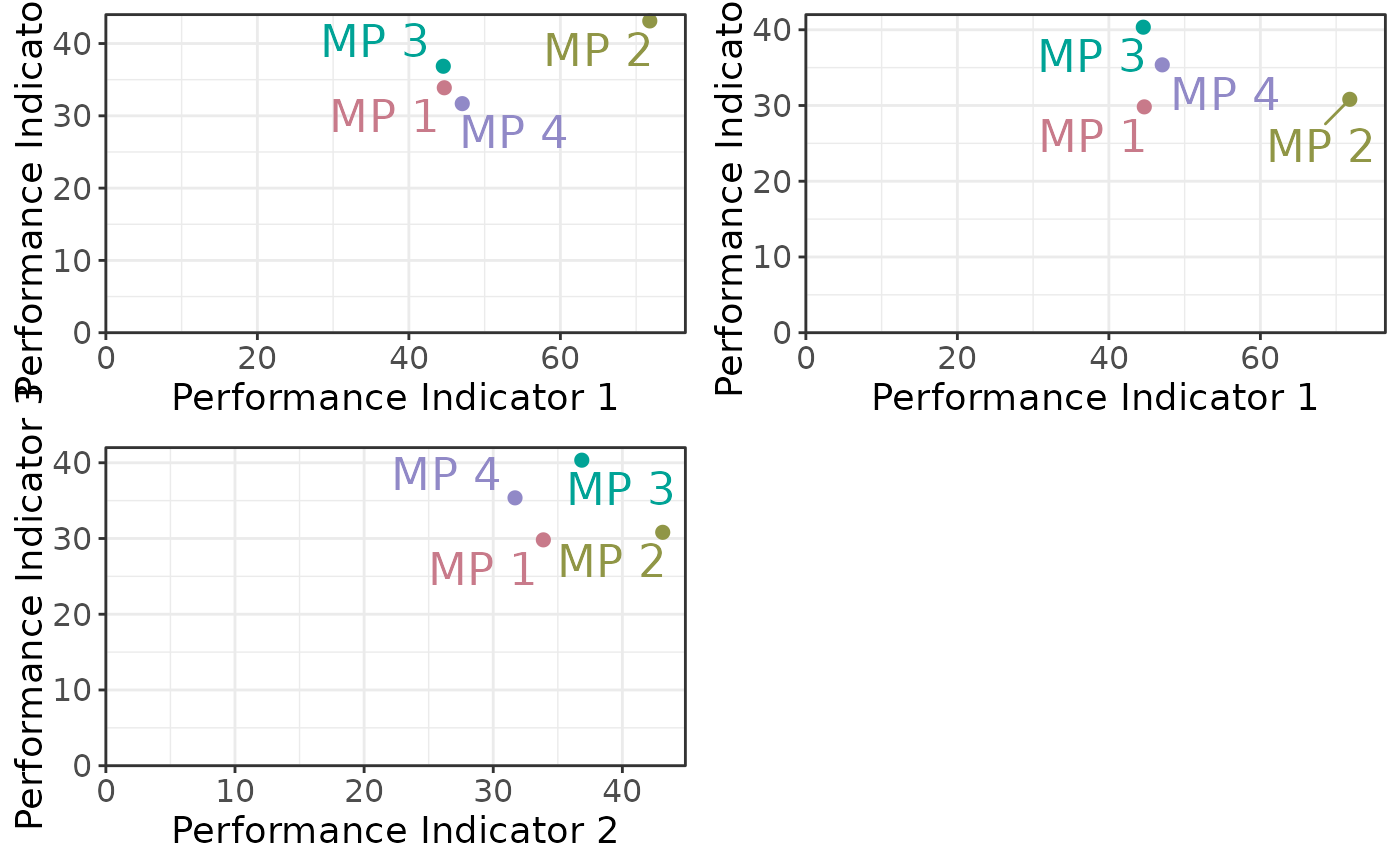 Performance Indicato
40
30
20
10
0
MP 3
MP 2
MP 1
MP 4
0 20 40 60
Performance Indicator 1
Performance Indicato
40
30
20
10
0
MP 3
MP 4
MP 1
MP 2
0 20 40 60
Performance Indicator 1
Performance Indicator 3
40
30
20
10
0
MP 4
MP 3
MP 1
MP 2
0 10 20 30 40
Performance Indicator 2